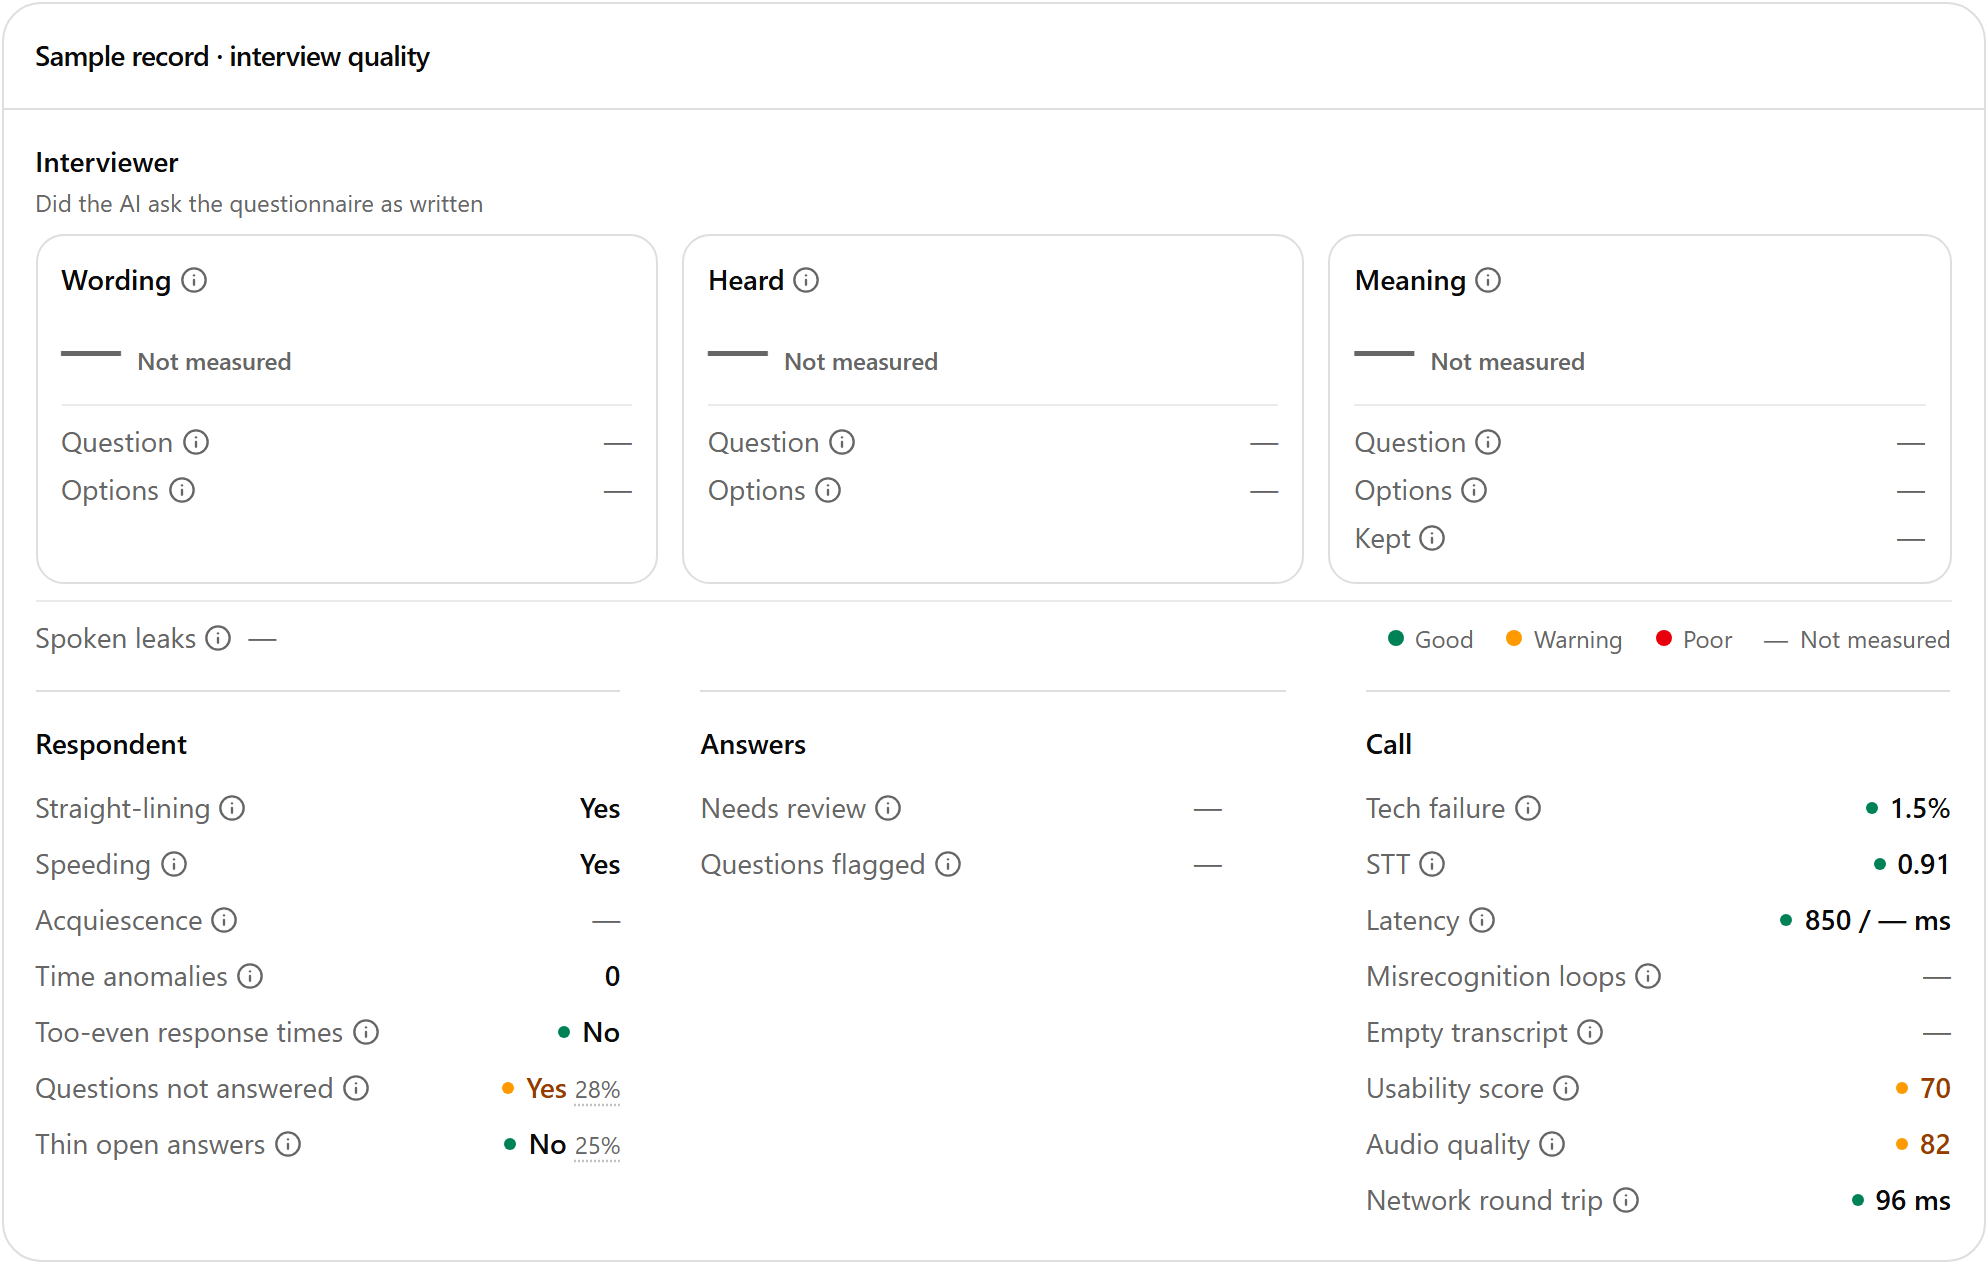 Sample record · interview quality
Interviewer
Did the AI ask the questionnaire as written
Wording
— Not measured
Question —
Options —
Heard
— Not measured
Question —
Options —
Meaning
— Not measured
Question —
Options —
Kept —
Spoken leaks —
Good Warning Poor — Not measured
Respondent
Straight-lining Yes
Speeding Yes
Acquiescence —
Time anomalies 0
Too-even response times No
Questions not answered Yes 28%
Thin open answers No 25%
Answers
Needs review —
Questions flagged —
Call
Tech failure 1.5%
STT 0.91
Latency 850 / — ms
Misrecognition loops —
Empty transcript —
Usability score 70
Audio quality 82
Network round trip 96 ms